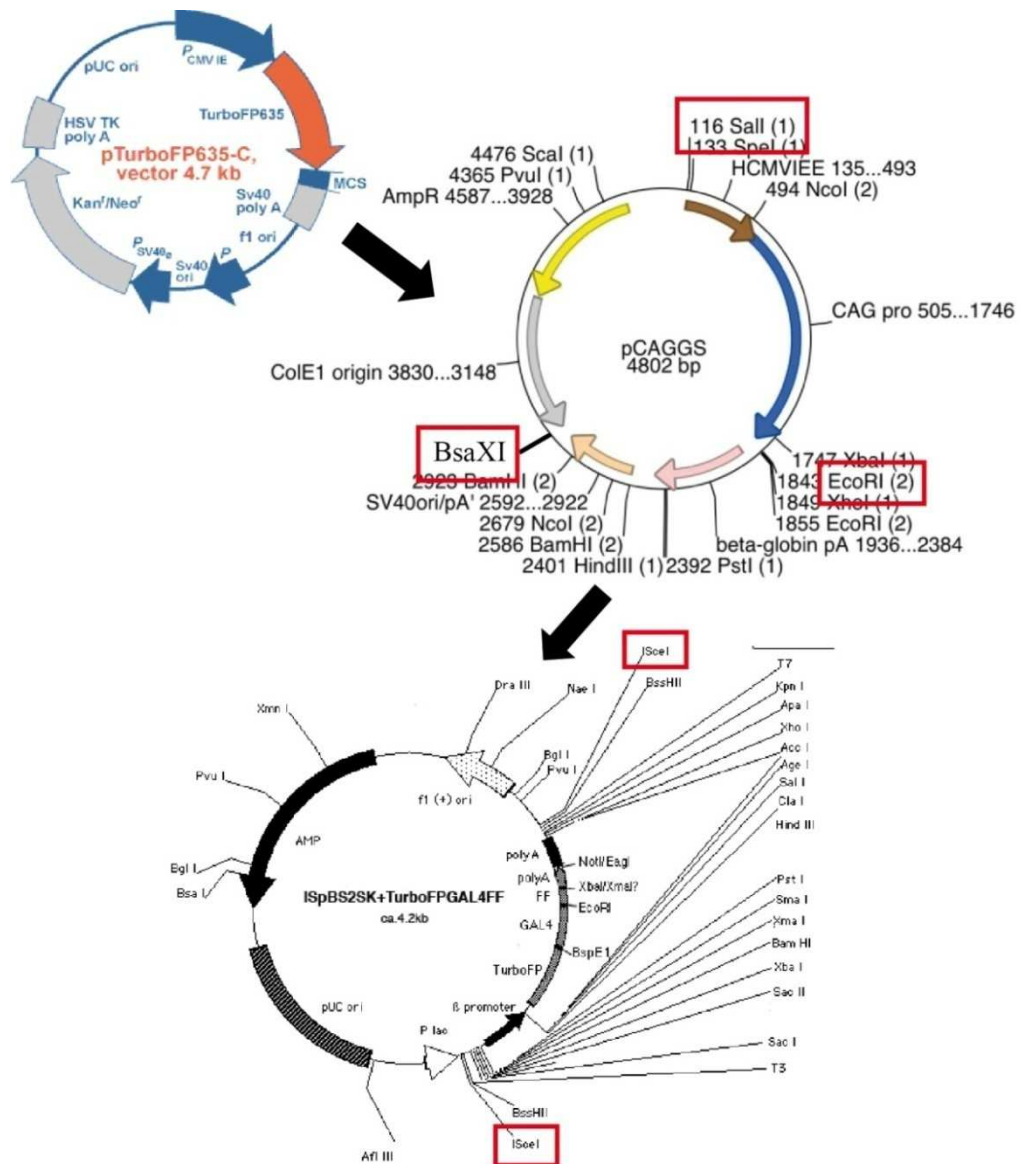 P CMV IE
pUC ori
TurboFP635
HSV TK
poly A
pTurboFP635-C,
vector 4.7 kb
MCS
Sv40
poly A
Kanr/Neor
f1 ori
P SV40e
Sv40
ori
P
116 SalI (1)
133 SpeI (1)
HCMVIEE 135...493
494 NcoI (2)
4476 ScaI (1)
4365 PvuI (1)
AmpR 4587...3928
CAG pro 505...1746
pCAGGS
4802 bp
ColE1 origin 3830...3148
BsaXI
1747 XbaI (1)
1843 EcoRI (2)
1849 XhoI (1)
1855 EcoRI (2)
2923 BamHI (2)
SV40ori/pA' 2592...2922
2679 NcoI (2)
2586 BamHI (2)
2401 HindIII (1)
2392 PstI (1)
beta-globin pA 1936...2384
ISceI
BssHII
Dra III
Nae I
Xmn I
Bgl I
Pvu I
Pvu I
f1 (+) ori
AMP
Bgl I
Bsa I
ISpBS2SK+TurboFPGAL4FF
ca.4.2kb
polyA
NotI/EagI
polyA
XbaI/XmaI?
FF
EcoRI
GAL4
BspE1
TurboFP
ß promoter
pUC ori
P lac
Afl III
T7
Kpn I
Apa I
Xho I
Acc I
Age I
Sal I
Cla I
Hind III
Pst I
Sma I
Xma I
Bam HI
Xba I
Sac II
Sac I
T3
BssHII
ISceI